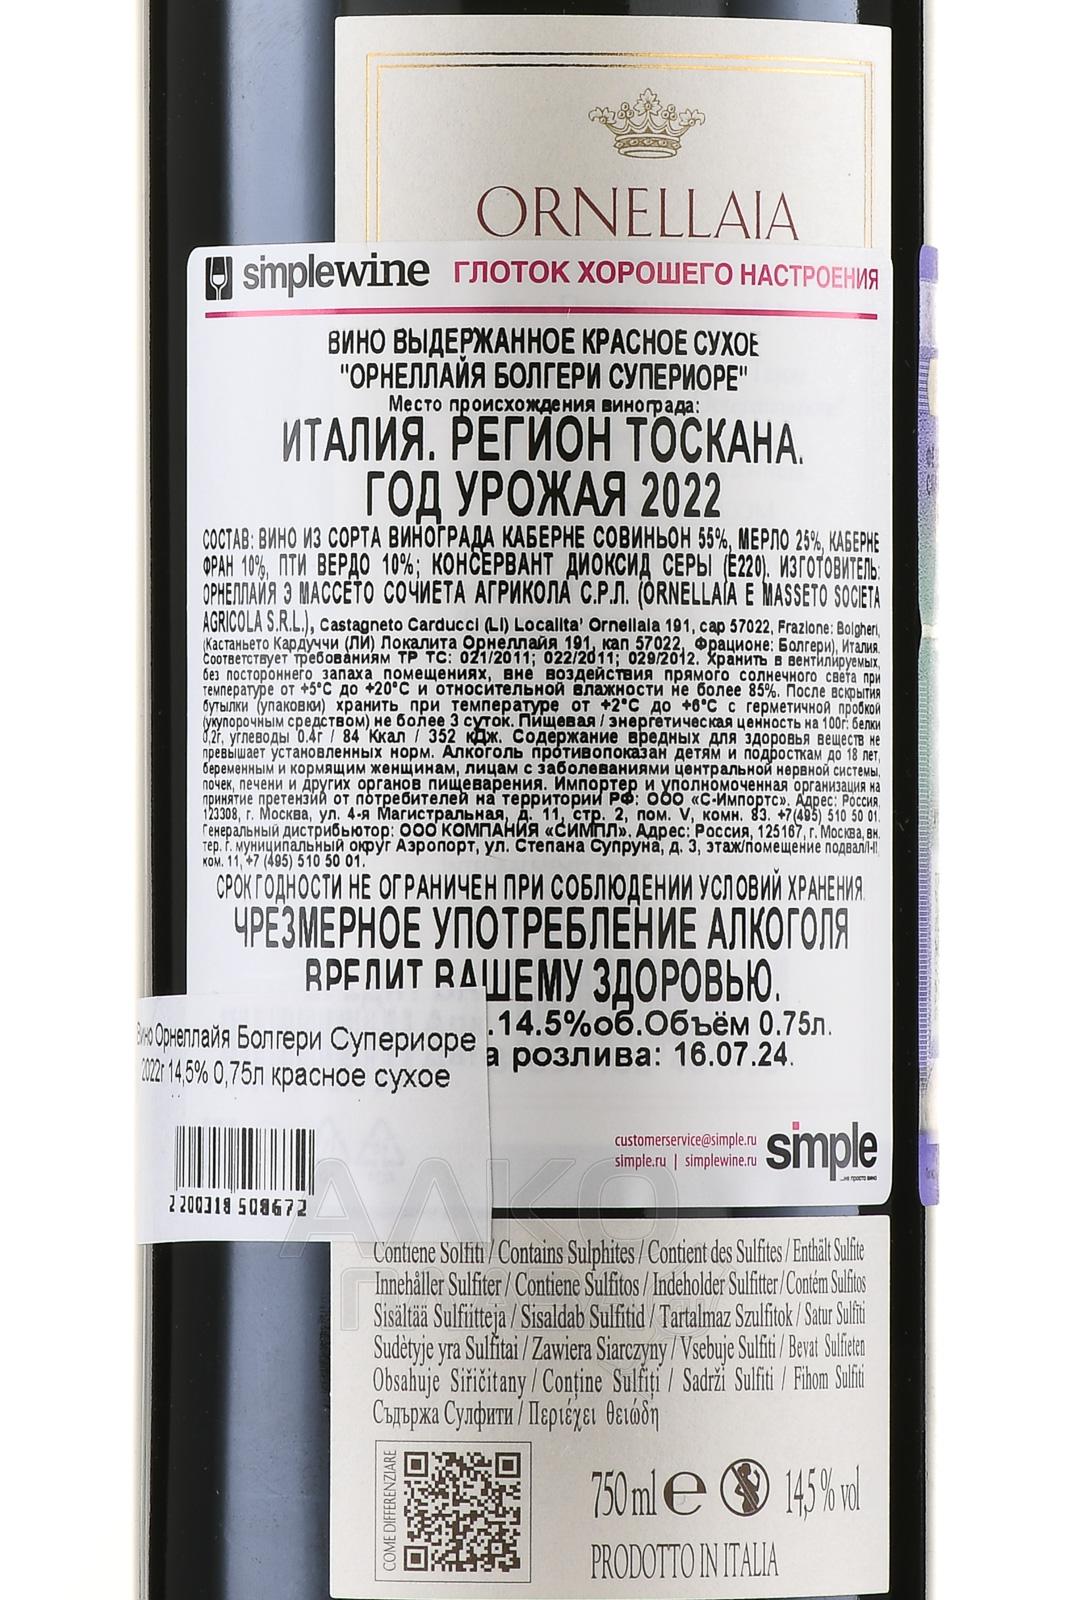 ORNELLAIA
simplewine ГЛОТОК ХОРОШЕГО НАСТРОЕНИЯ
ВИНО ВЫДЕРЖАННОЕ КРАСНОЕ СУХОЕ
"ОРНЕЛЛАЙЯ БОЛГЕРИ СУПЕРИОРЕ"
Место происхождения винограда:
ИТАЛИЯ. РЕГИОН ТОСКАНА.
ГОД УРОЖАЯ 2022
СОСТАВ: ВИНО ИЗ СОРТА ВИНОГРАДА КАБЕРНЕ СОВИНЬОН 55%, МЕРЛО 25%, КАБЕРНЕ
ФРАН 10%, ПТИ ВЕРДО 10%; КОНСЕРВАНТ ДИОКСИД СЕРЫ (E220). ИЗГОТОВИТЕЛЬ:
ОРНЕЛЛАЙЯ Э МАССЕТО СОЧИЕТА АГРИКОЛА С.Р.Л. (ORNELLAIA E MASSETO SOCIETA
AGRICOLA S.R.L.), Castagneto Carducci (LI) Localita' Ornellaia 191, cap 57022, Frazione: Bolgheri,
(Кастаньето Кардуччи (ЛИ) Локалита Орнеллайя 191, кап 57022, Фрационе: Болгери), Италия.
Соответствует требованиям ТР ТС: 021/2011; 022/2011; 029/2012. Хранить в вентилируемых,
без постороннего запаха помещениях, вне воздействия прямого солнечного света при
температуре от +5°С до +20°С и относительной влажности не более 85%. После вскрытия
бутылки (упаковки) хранить при температуре от +2°С до +6°С с герметичной пробкой
(укупорочным средством) не более 3 суток. Пищевая / энергетическая ценность на 100г: белки
0.2г, углеводы 0.4г / 84 Ккал / 352 кДж. Содержание вредных для здоровья веществ не
превышает установленных норм. Алкоголь противопоказан детям и подросткам до 18 лет,
беременным и кормящим женщинам, лицам с заболеваниями центральной нервной системы,
почек, печени и других органов пищеварения. Импортер и уполномоченная организация на
принятие претензий от потребителей на территории РФ: ООО «С-Импортс». Адрес: Россия,
123308, г. Москва, ул. 4-я Магистральная, д. 11, стр. 2, пом. V, комн. 83. +7(495) 510 50 01.
Генеральный дистрибьютор: ООО КОМПАНИЯ «СИМПЛ». Адрес: Россия, 125167, г. Москва, вн.
тер. г. муниципальный округ Аэропорт, ул. Степана Супруна, д. 3, этаж/помещение подвал/I-II,
ком. 11, +7 (495) 510 50 01.
СРОК ГОДНОСТИ НЕ ОГРАНИЧЕН ПРИ СОБЛЮДЕНИИ УСЛОВИЙ ХРАНЕНИЯ.
ЧРЕЗМЕРНОЕ УПОТРЕБЛЕНИЕ АЛКОГОЛЯ
ВРЕДИТ ВАШЕМУ ЗДОРОВЬЮ.
.14.5%об.Объём 0.75л.
а розлива: 16.07.24.
Вино Орнеллайя Болгери Супериоре
2022г 14,5% 0,75л красное сухое
2 200318 508672
customerservice@simple.ru
simple.ru | simplewine.ru
simple
...не просто вино
АЛКО
Contiene Solfiti / Contains Sulphites / Contient des Sulfites / Enthält Sulfite
Innehåller Sulfiter / Contiene Sulfitos / Indeholder Sulfitter / Contém Sulfitos
Sisältää Sulfiitteja / Sisaldab Sulfitid / Tartalmaz Szulfitok / Satur Sulfiti
Sudėtyje yra Sulfitai / Zawiera Siarczyny / Vsebuje Sulfiti / Bevat Sulfieten
Obsahuje Siřičitany / Conține Sulfiți / Sadrži Sulfiti / Fihom Sulfiti
Съдържа Сулфити / Περιέχει θειώδη
COME DIFFERENZIARE
750 ml e 14,5% vol
PRODOTTO IN ITALIA